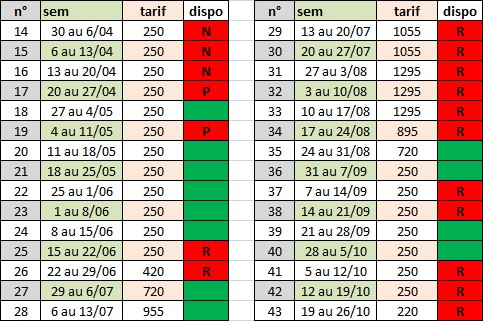 n° sem tarif dispo
14 30 au 6/04 250 N
15 6 au 13/04 250 N
16 13 au 20/04 250 N
17 20 au 27/04 250 P
18 27 au 4/05 250
19 4 au 11/05 250 P
20 11 au 18/05 250
21 18 au 25/05 250
22 25 au 1/06 250
23 1 au 8/06 250
24 8 au 15/06 250
25 15 au 22/06 250 R
26 22 au 29/06 420 R
27 29 au 6/07 720
28 6 au 13/07 955
n° sem tarif dispo
29 13 au 20/07 1055 R
30 20 au 27/07 1055 R
31 27 au 3/08 1295 R
32 3 au 10/08 1295 R
33 10 au 17/08 1295 R
34 17 au 24/08 895 R
35 24 au 31/08 720
36 31 au 7/09 250
37 7 au 14/09 250 R
38 14 au 21/09 250 R
39 21 au 28/09 250
40 28 au 5/10 250
41 5 au 12/10 250 R
42 12 au 19/10 250 R
43 19 au 26/10 220 R